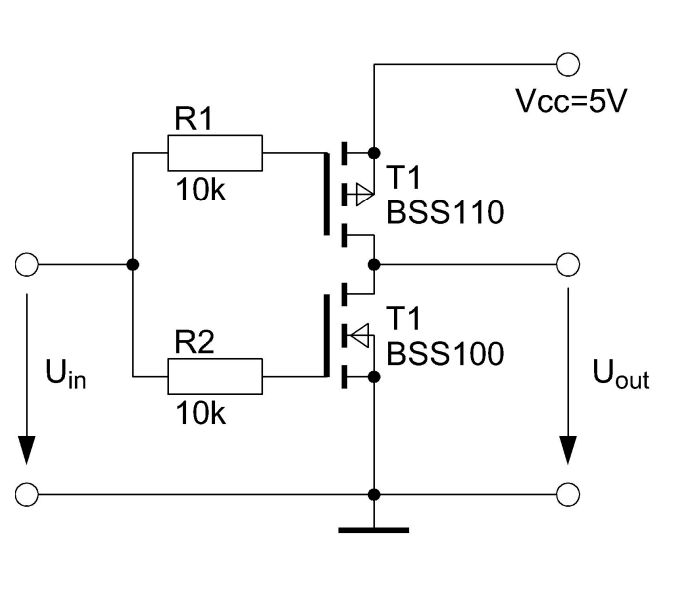 Vcc=5V
R1
10k
T1
BSS110
R2
10k
T1
BSS100
Uin
Uout